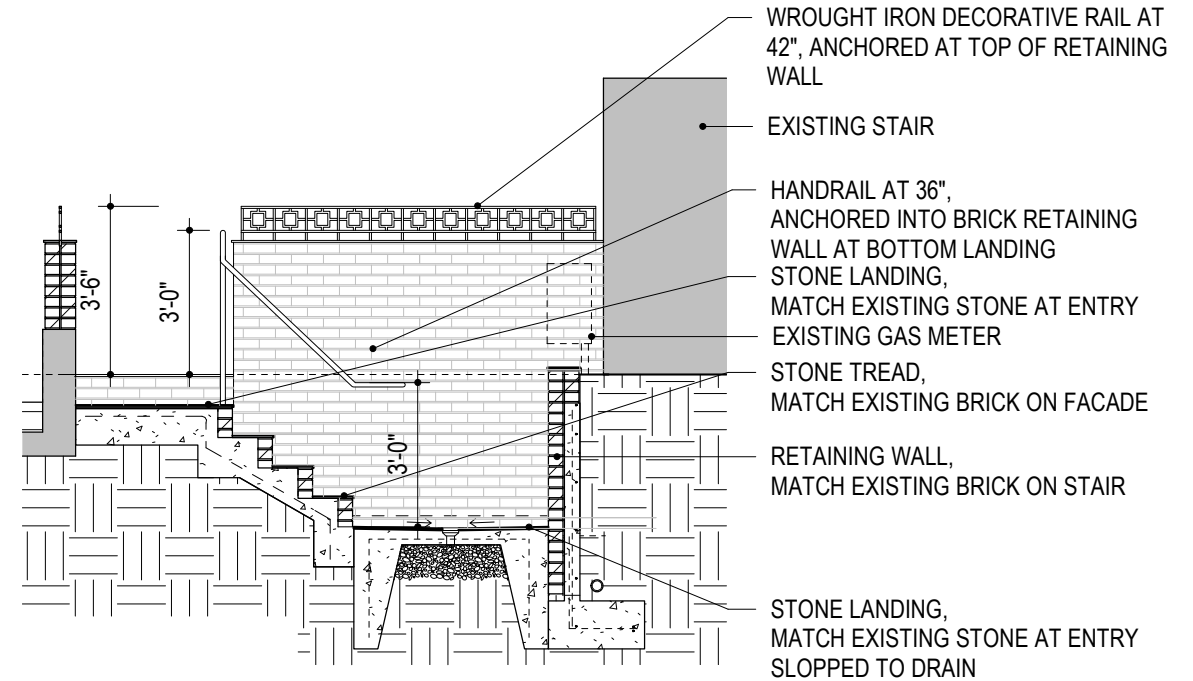 WROUGHT IRON DECORATIVE RAIL AT
42", ANCHORED AT TOP OF RETAINING
WALL
EXISTING STAIR
HANDRAIL AT 36",
ANCHORED INTO BRICK RETAINING
WALL AT BOTTOM LANDING
STONE LANDING,
MATCH EXISTING STONE AT ENTRY
EXISTING GAS METER
STONE TREAD,
MATCH EXISTING BRICK ON FACADE
RETAINING WALL,
MATCH EXISTING BRICK ON STAIR
STONE LANDING,
MATCH EXISTING STONE AT ENTRY
SLOPPED TO DRAIN
3'-6"
3'-0"
3'-0"